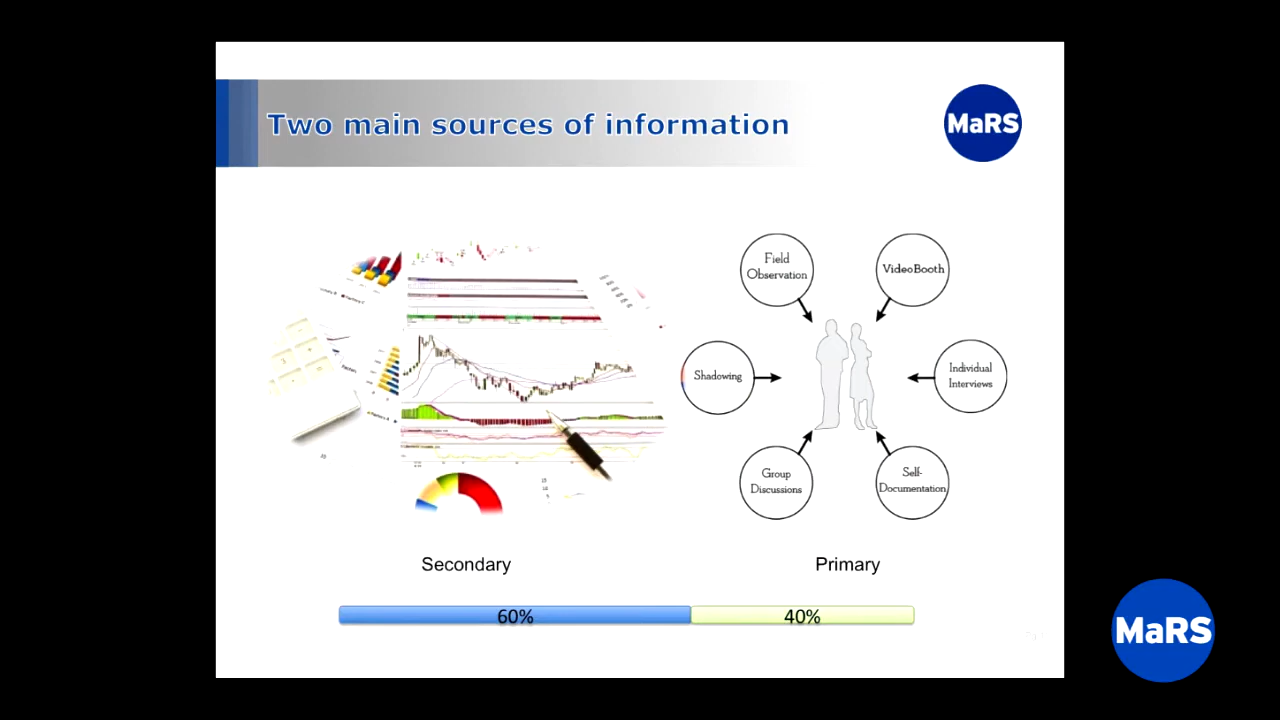 Two main sources of information
MaRS
Field
Observation
VideoBooth
Shadowing
Individual
Interviews
Group
Discussions
Self-
Documentation
Secondary
Primary
60%
40%
MaRS